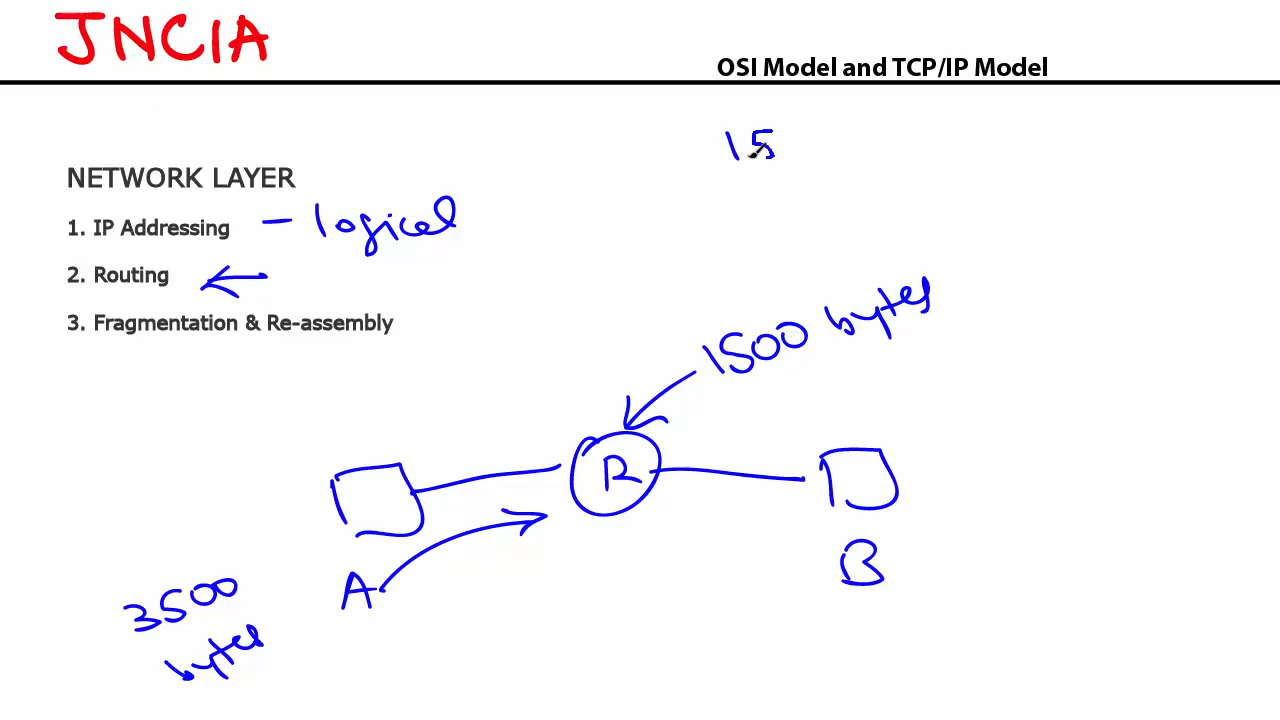 JNCIA
OSI Model and TCP/IP Model
15
NETWORK LAYER
1. IP Addressing - logical
2. Routing
3. Fragmentation & Re-assembly
1500 bytes
R
A
B
3500
bytes